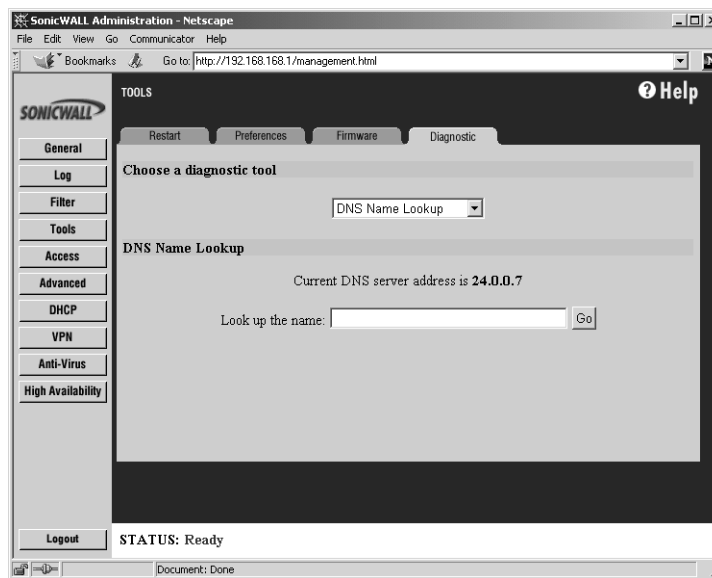 SonicWALL Administration - Netscape
File Edit View Go Communicator Help
Bookmarks Go to: http://192.168.168.1/management.html
SONICWALL
TOOLS
? Help
Restart Preferences Firmware Diagnostic
General
Log
Filter
Tools
Access
Advanced
DHCP
VPN
Anti-Virus
High Availability
Logout
Choose a diagnostic tool
DNS Name Lookup
DNS Name Lookup
Current DNS server address is 24.0.0.7
Look up the name: Go
STATUS: Ready
Document: Done